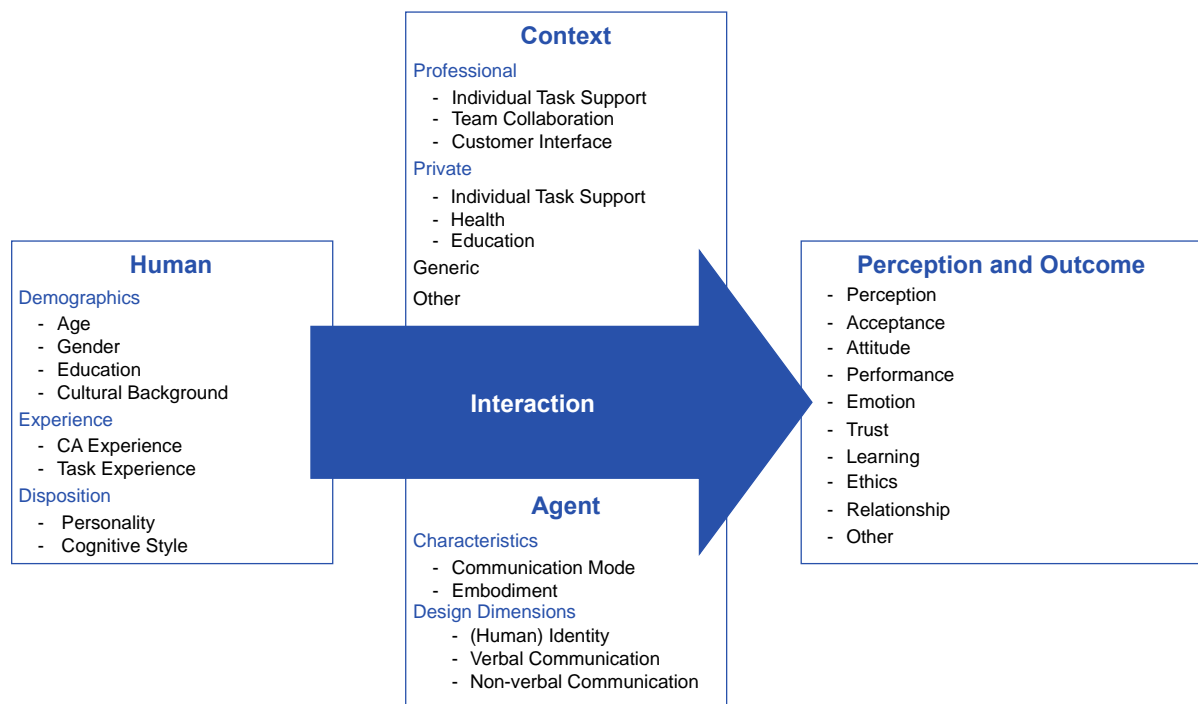 Context
Professional
- Individual Task Support
- Team Collaboration
- Customer Interface
Private
- Individual Task Support
- Health
- Education
Generic
Other
Human
Demographics
- Age
- Gender
- Education
- Cultural Background
Experience
- CA Experience
- Task Experience
Disposition
- Personality
- Cognitive Style
Interaction
Agent
Characteristics
- Communication Mode
- Embodiment
Design Dimensions
- (Human) Identity
- Verbal Communication
- Non-verbal Communication
Perception and Outcome
- Perception
- Acceptance
- Attitude
- Performance
- Emotion
- Trust
- Learning
- Ethics
- Relationship
- Other